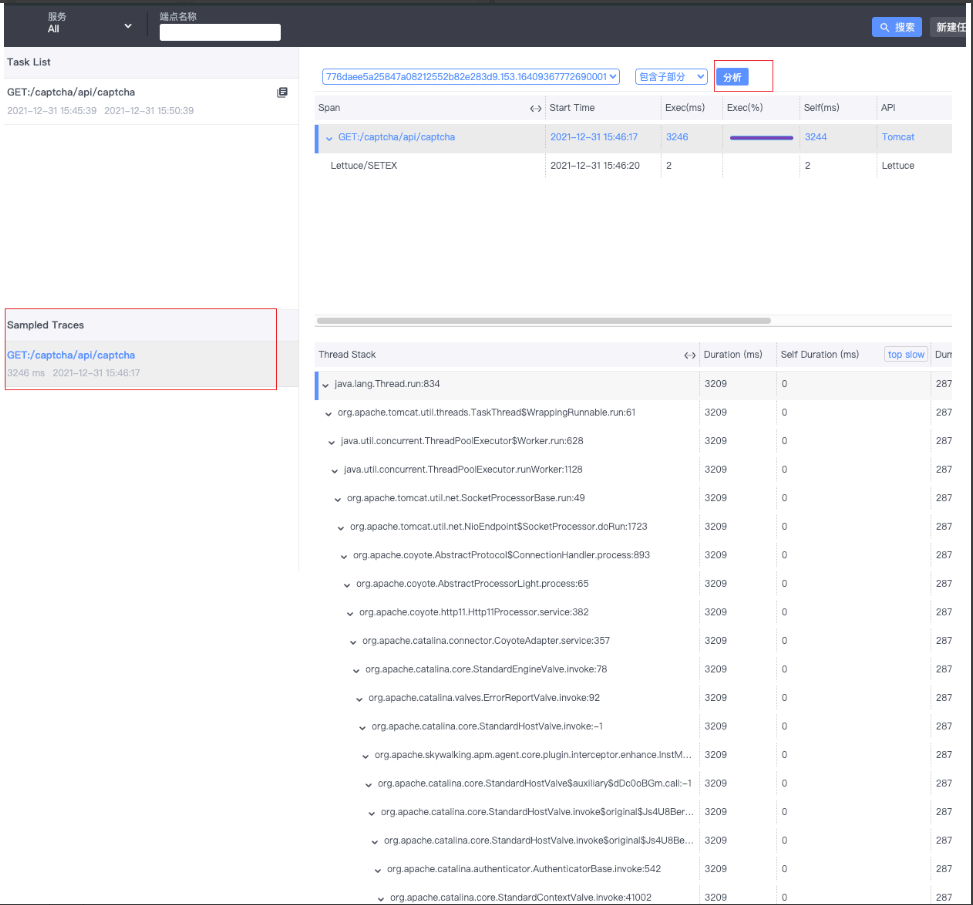 服务
All
端点名称
搜索
新建任
Task List
GET:/captcha/api/captcha
2021-12-31 15:45:39 2021-12-31 15:50:39
Sampled Traces
GET:/captcha/api/captcha
3246 ms 2021-12-31 15:46:17
776daee5a25847a08212552b82e283d9.153.16409367772690001 包含子部分 分析
Span Start Time Exec(ms) Exec(%) Self(ms) API
GET:/captcha/api/captcha 2021-12-31 15:46:17 3246 3244 Tomcat
Lettuce/SETEX 2021-12-31 15:46:20 2 2 Lettuce
Thread Stack Duration (ms) Self Duration (ms) top slow Dum
java.lang.Thread.run:834 3209 0 287
org.apache.tomcat.util.threads.TaskThread$WrappingRunnable.run:61 3209 0 287
java.util.concurrent.ThreadPoolExecutor$Worker.run:628 3209 0 287
java.util.concurrent.ThreadPoolExecutor.runWorker:1128 3209 0 287
org.apache.tomcat.util.net.SocketProcessorBase.run:49 3209 0 287
org.apache.tomcat.util.net.NioEndpoint$SocketProcessor.doRun:1723 3209 0 287
org.apache.coyote.AbstractProtocol$ConnectionHandler.process:893 3209 0 287
org.apache.coyote.AbstractProcessorLight.process:65 3209 0 287
org.apache.coyote.http11.Http11Processor.service:382 3209 0 287
org.apache.catalina.connector.CoyoteAdapter.service:357 3209 0 287
org.apache.catalina.core.StandardEngineValve.invoke:78 3209 0 287
org.apache.catalina.valves.ErrorReportValve.invoke:92 3209 0 287
org.apache.catalina.core.StandardHostValve.invoke:-1 3209 0 287
org.apache.skywalking.apm.agent.core.plugin.interceptor.enhance.InstM... 3209 0 287
org.apache.catalina.core.StandardHostValve$auxiliary$dDc0oBGm.call:-1 3209 0 287
org.apache.catalina.core.StandardHostValve.invoke$original$Js4U8Ber... 3209 0 287
org.apache.catalina.core.StandardHostValve.invoke$original$Js4U8Be... 3209 0 287
org.apache.catalina.authenticator.AuthenticatorBase.invoke:542 3209 0 287
org.apache.catalina.core.StandardContextValve.invoke:41002 3209 0 287